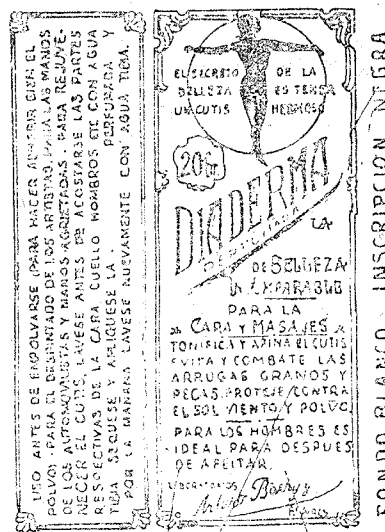 USO ANTES DE EMPOLVARSE (PARA HACER ADHERIR BIEN EL
POLVO) PARA EL DESPINTADO DE LOS ARTISTAS, PARA LAS MANOS
DE LOS AUTOMOVILISTAS Y MANOS AGRIETADAS, PARA REJUVE-
NECER EL CUTIS, LAVESE ANTES DE ACOSTARSE LAS PARTES
RESPECTIVAS DE LA CARA CUELLO HOMBROS ETC CON AGUA
TIBIA SEQUESE Y APLIQUESE LA PERFUMADA Y
POR LA MAÑANA LAVESE NUEVAMENTE CON AGUA TIBIA.
EL SECRETO DE LA
BELLEZA ES TENER
UN CUTIS HERMOSO
20 Gr.
DIADERMA
PERFUMADA
LA
DE BELLEZA
INCOMPARABLE
PARA LA
CARA Y MASAJES
TONIFICA Y AFINA EL CUTIS
EVITA Y COMBATE LAS
ARRUGAS GRANOS Y
PECAS. PROTEJE CONTRA
EL SOL VIENTO Y POLVO.
PARA LOS HOMBRES ES
IDEAL PARA DESPUES
DE AFEITAR.
LABORATORIOS
FONDO BLANCO - INSCRIPCION NEGRA